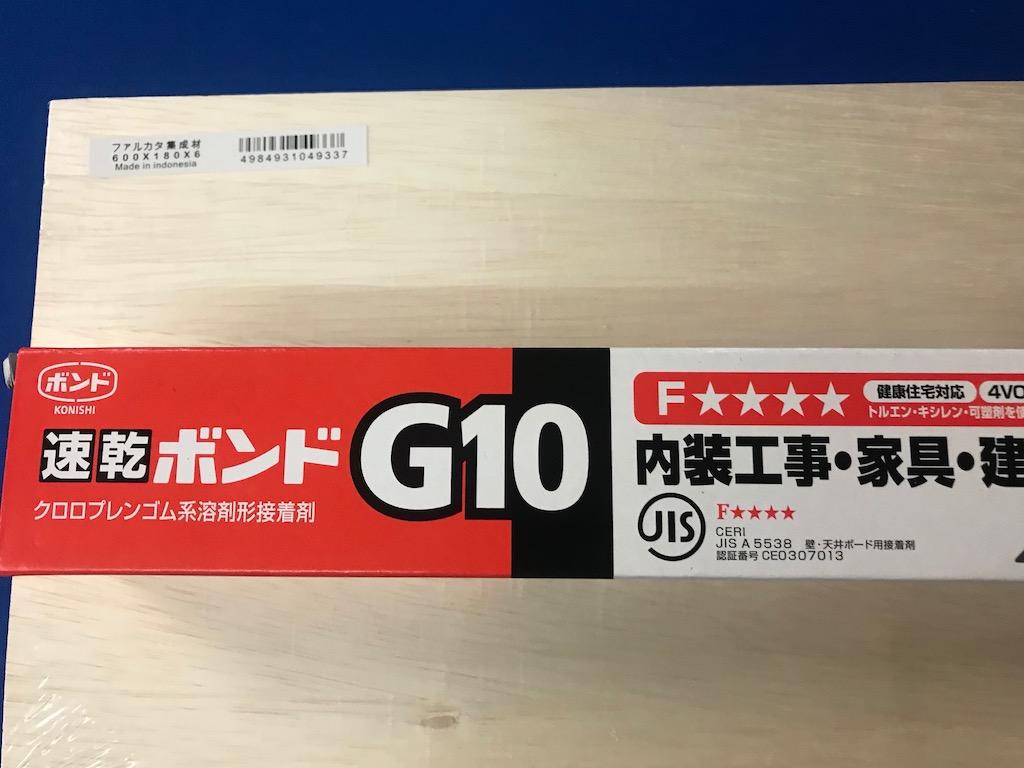 ファルカタ集成材
600X180X6
Made in indonesia
4984931049337
ボンド
KONISHI
速乾ボンドG10
クロロプレンゴム系溶剤形接着剤
F★★★★
健康住宅対応
4VO
トルエン・キシレン・可塑剤を使
内装工事・家具・建
JIS
F★★★★
CERI
JIS A 5538 壁・天井ボード用接着剤
認証番号 CE0307013